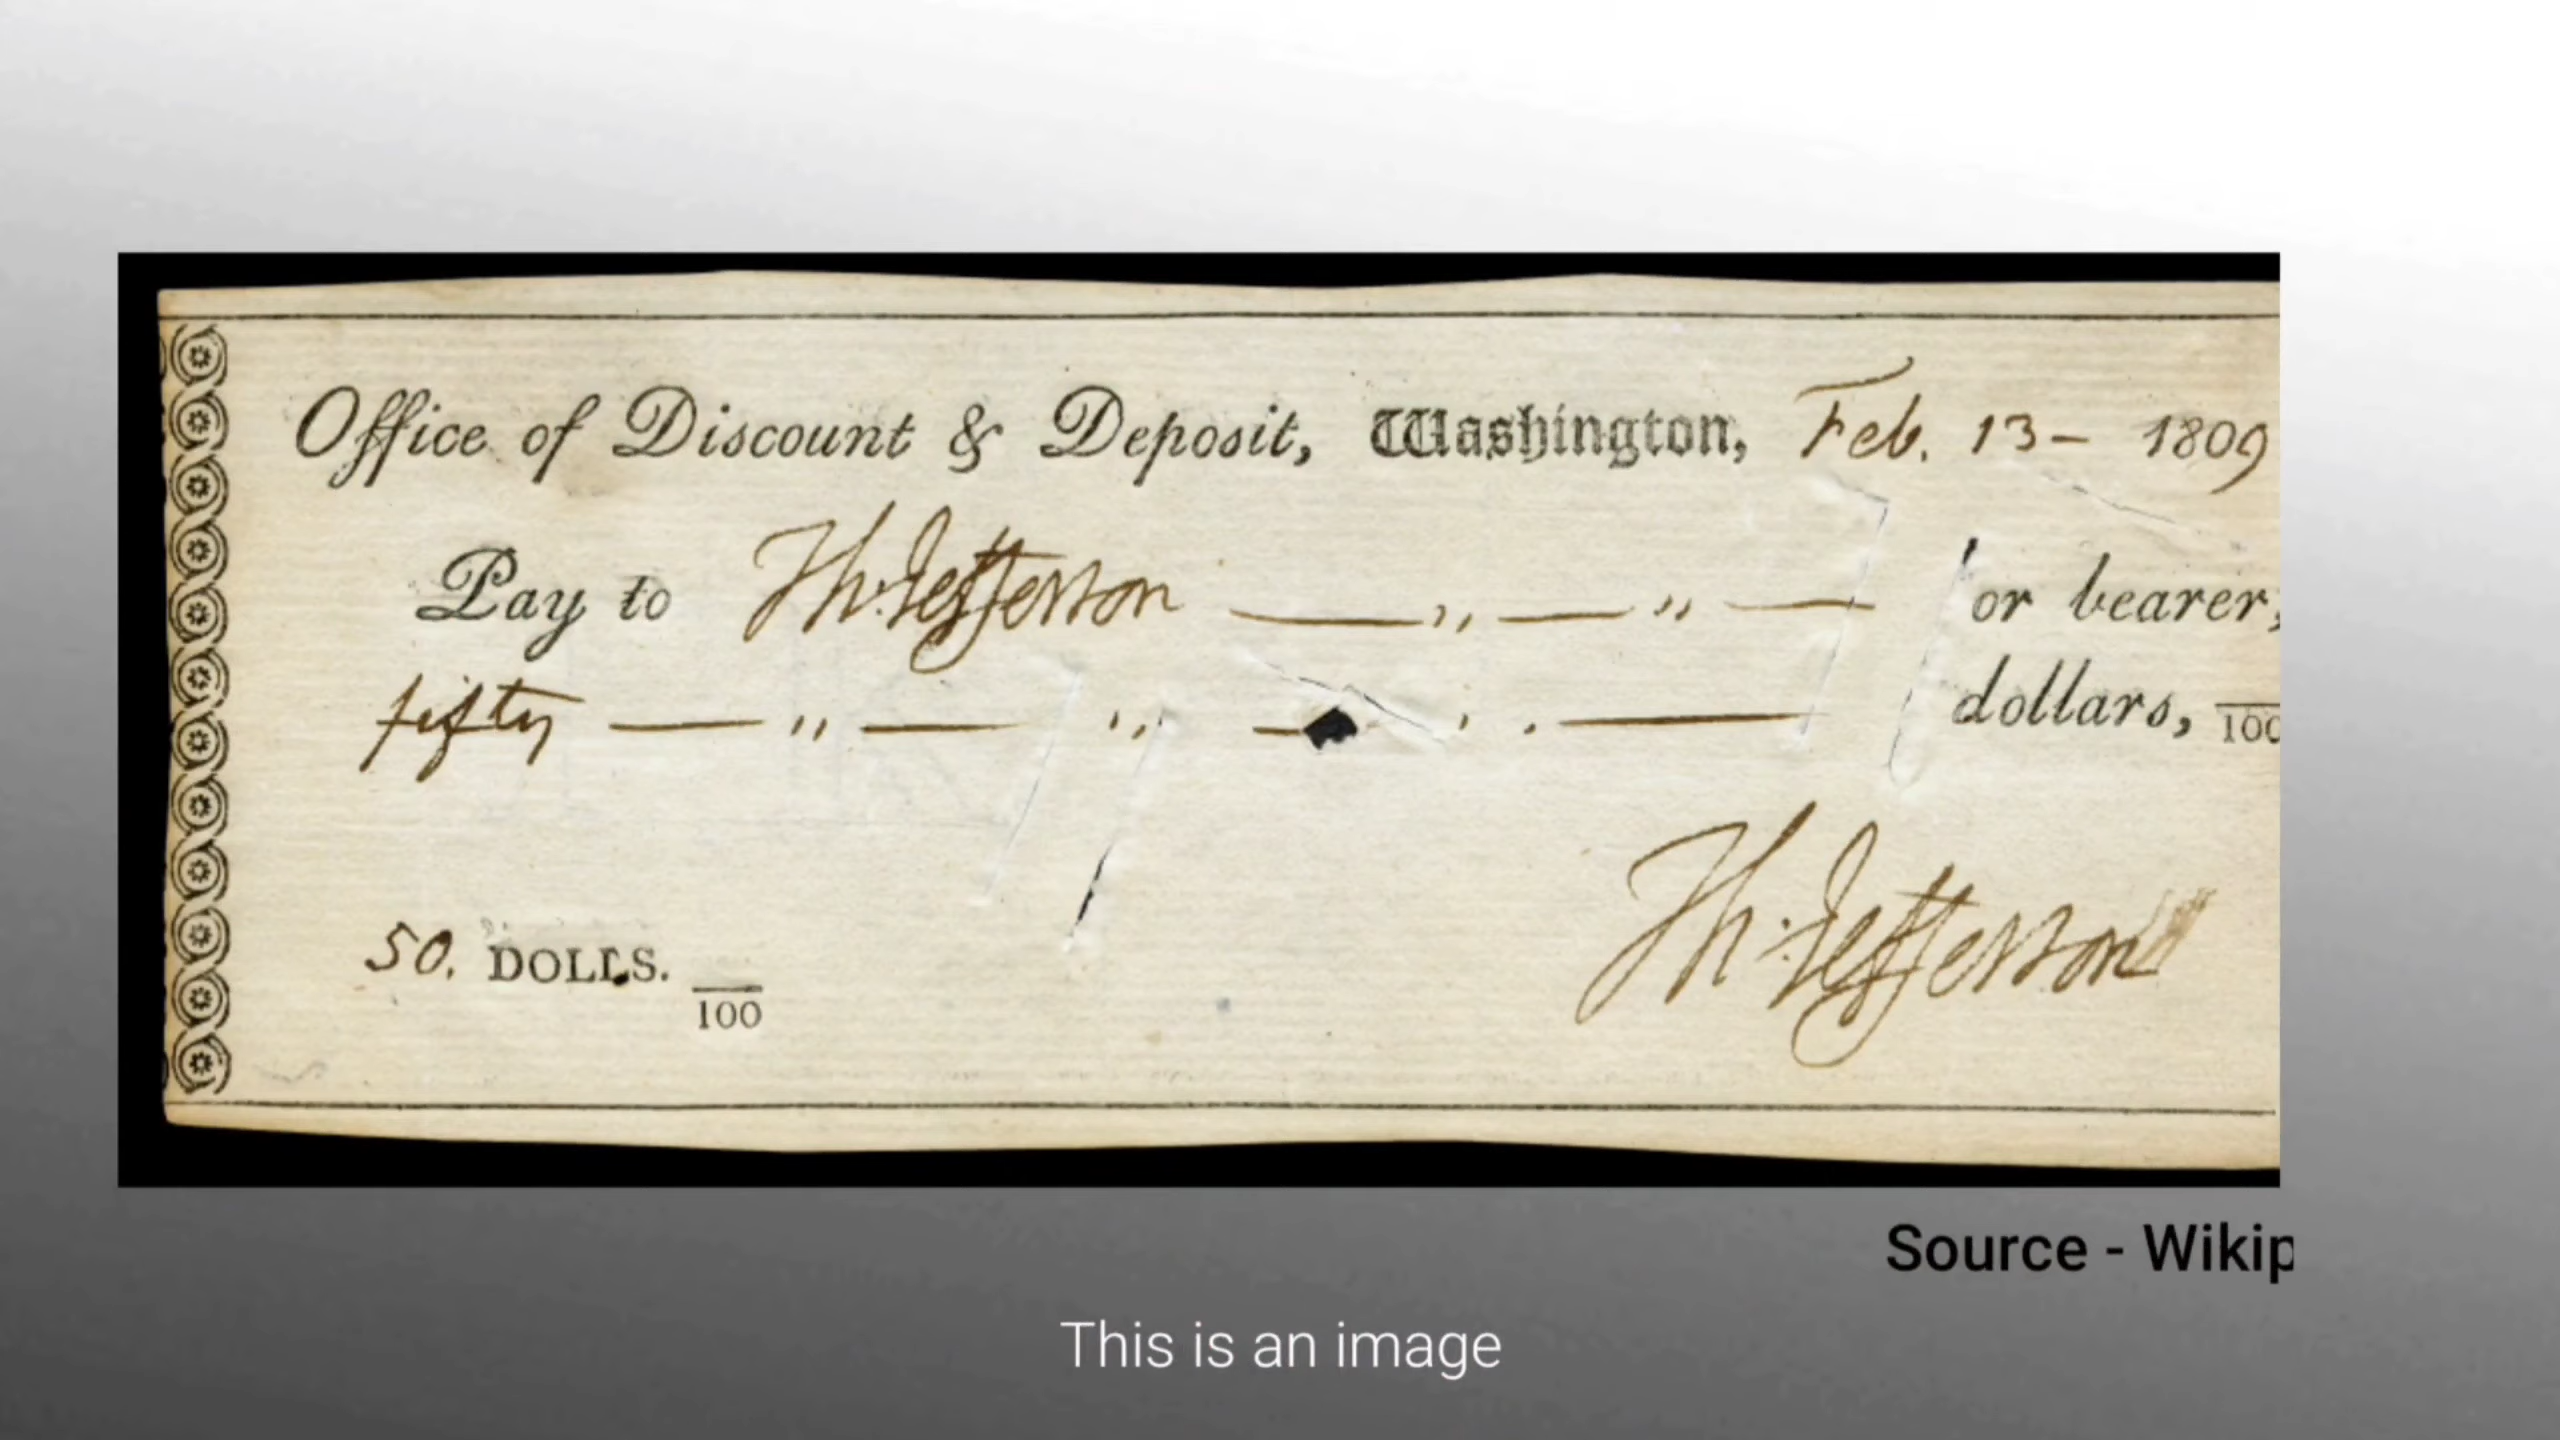 Office of Discount & Deposit, Washington, Feb. 13 - 1809
Pay to Th: Jefferson — ,, — ,, — or bearer,
fifty — ,, — ,, — , . — dollars, 100
50. DOLLS. 100
Th: Jefferson
Source - Wikip
This is an image